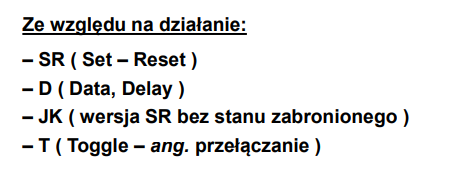 Ze względu na działanie:
– SR ( Set – Reset )
– D ( Data, Delay )
– JK ( wersja SR bez stanu zabronionego )
– T ( Toggle – ang. przełączanie )